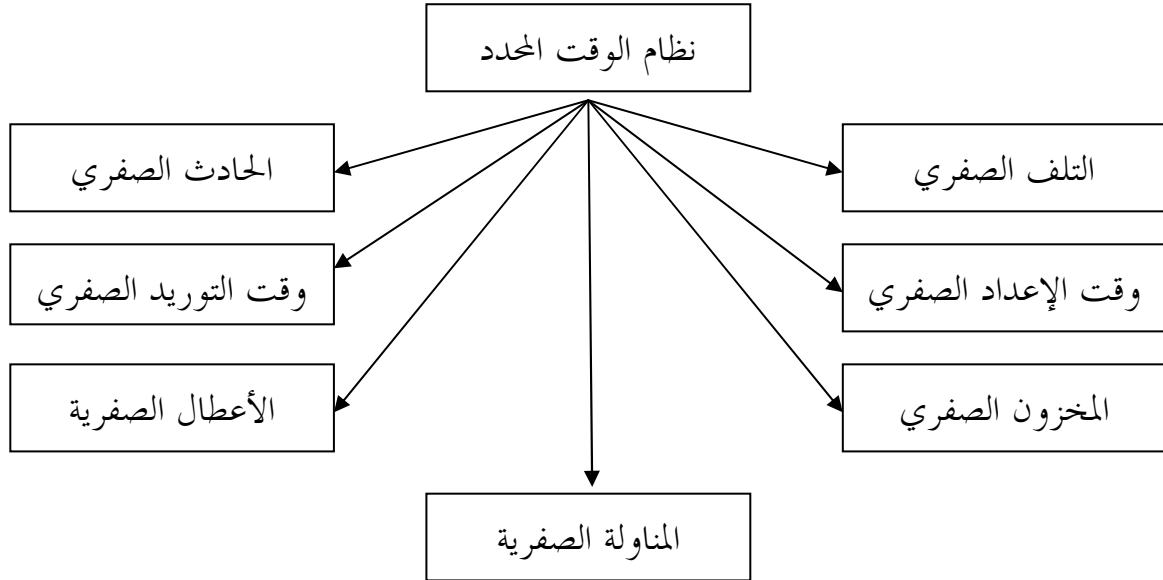 نظام الوقت المحدد
التلف الصفري
الحادث الصفري
وقت الإعداد الصفري
وقت التوريد الصفري
المخزون الصفري
الأعطال الصفرية
المناولة الصفرية